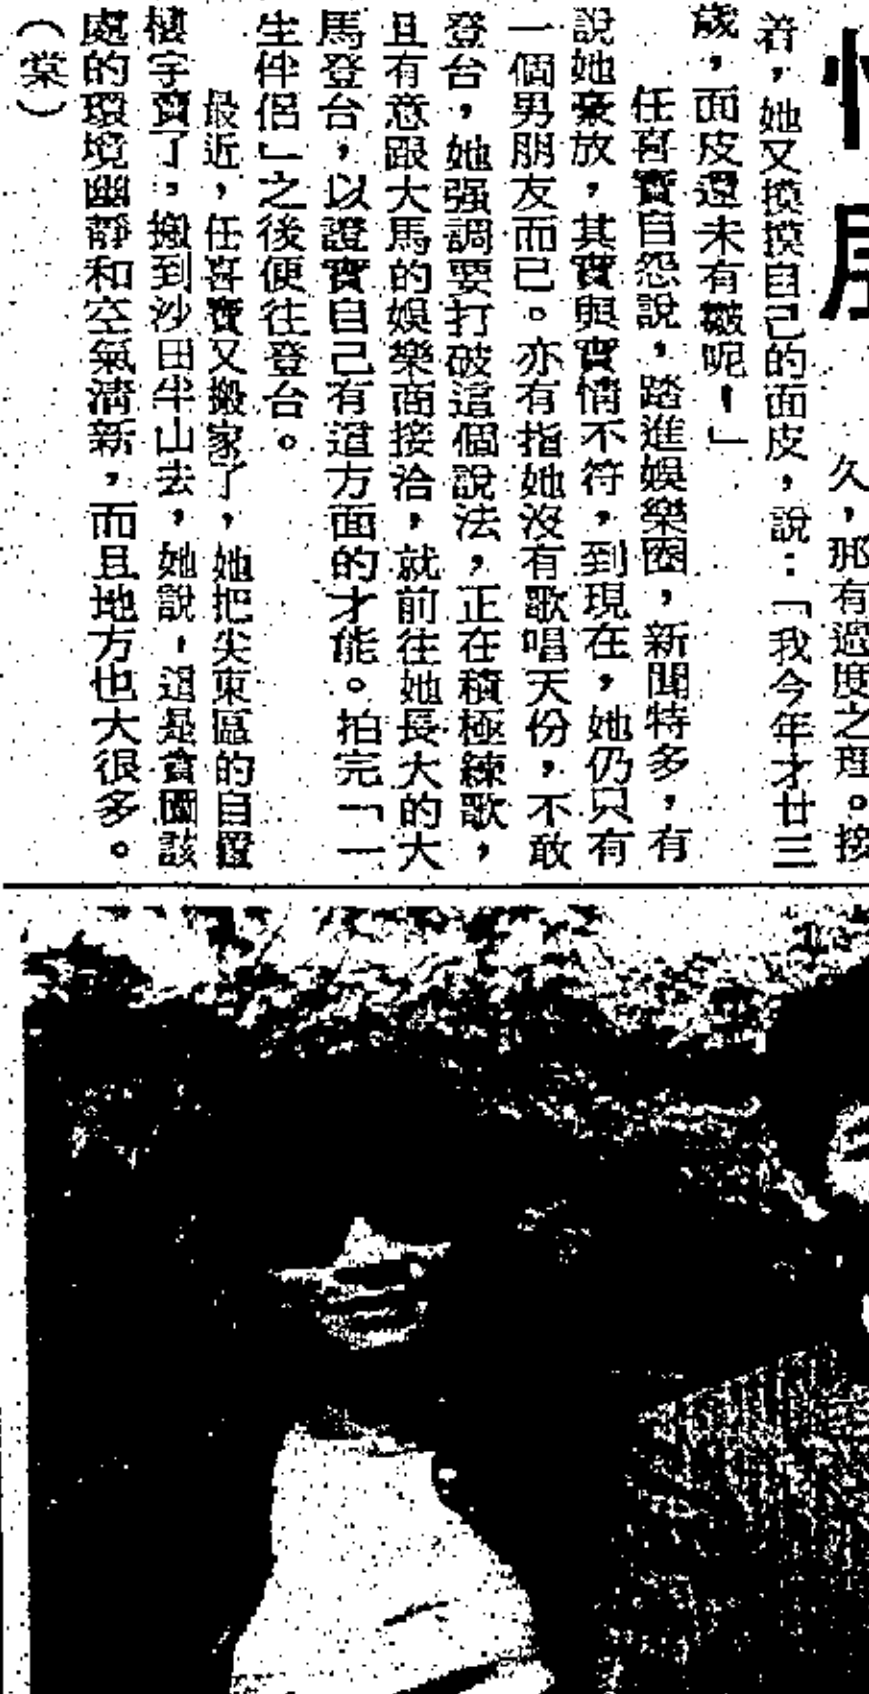 久，那有過度之理。按
着，她又摸摸自己的面皮，說：「我今年才廿三
歲，面皮還未有皺呢！」
任喜寶自怨說，踏進娛樂圈，新聞特多，有
說她豪放，其實與實情不符，到現在，她仍只有
一個男朋友而已。亦有指她沒有歌唱天份，不敢
登台，她强調要打破這個說法，正在積極練歌，
且有意跟大馬的娛樂商接洽，就前往她長大的大
馬登台，以證實自己有這方面的才能。拍完「一
生伴侶」之後便往登台。
最近，任喜寶又搬家了，她把尖東區的自置
樓宇賣了，搬到沙田半山去，她說，這是貪圖該
處的環境幽靜和空氣清新，而且地方也大很多。
（棠）